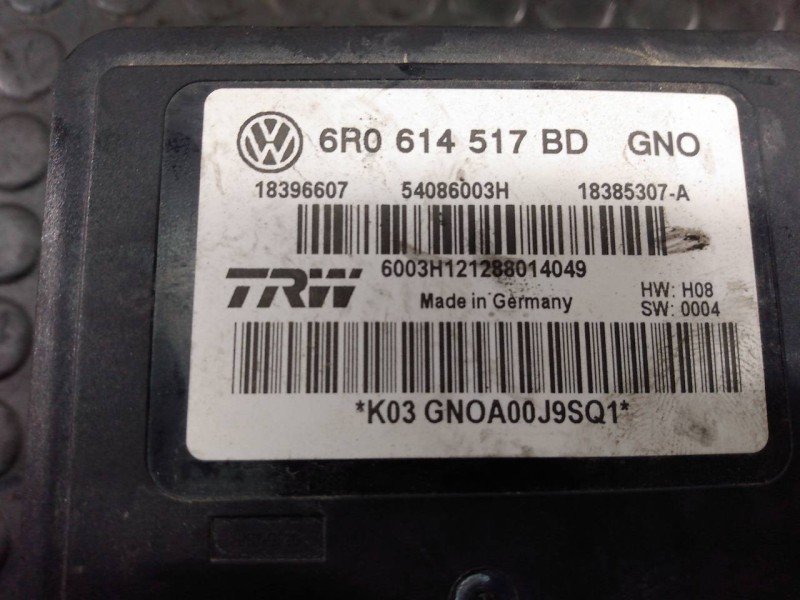 VW 6R0 614 517 BD GNO
18396607 54086003H 18385307-A
6003H121288014049
TRW Made in Germany HW: H08
SW: 0004
*K03 GNOA00J9SQ1*